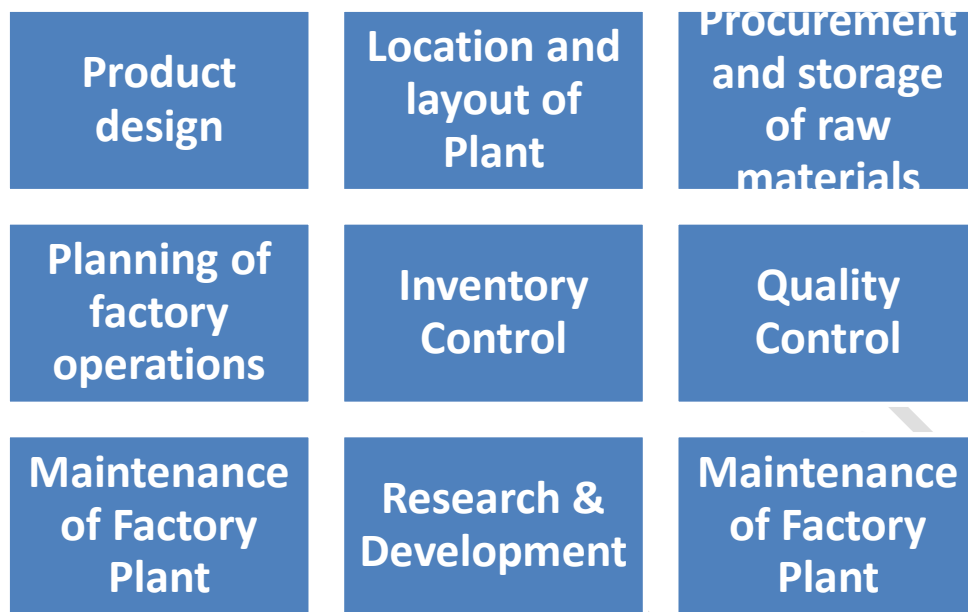 Product
design
Location and
layout of
Plant
Procurement
and storage
of raw
materials
Planning of
factory
operations
Inventory
Control
Quality
Control
Maintenance
of Factory
Plant
Research &
Development
Maintenance
of Factory
Plant